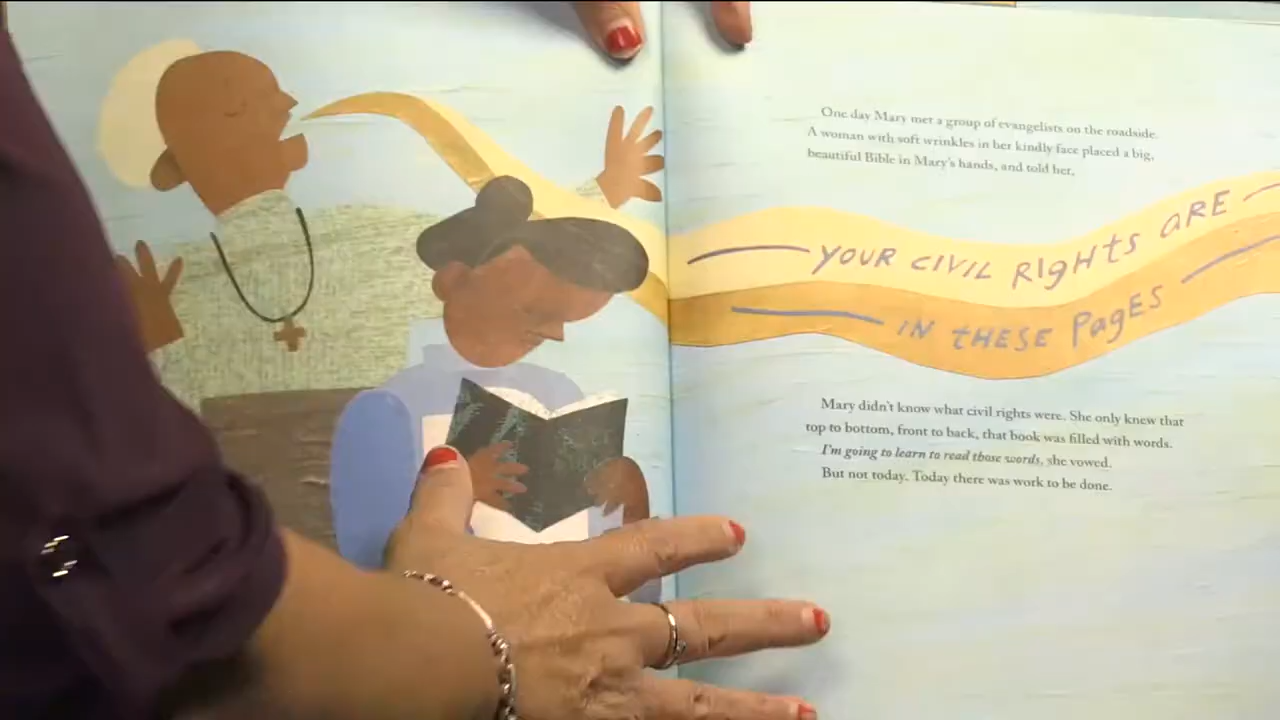 One day Mary met a group of evangelists on the roadside.
A woman with soft wrinkles in her kindly face placed a big,
beautiful Bible in Mary's hands, and told her,
YOUR CIVIL RIGHTS ARE
IN THESE PAGES
Mary didn't know what civil rights were. She only knew that
top to bottom, front to back, that book was filled with words.
I'm going to learn to read those words, she vowed.
But not today. Today there was work to be done.